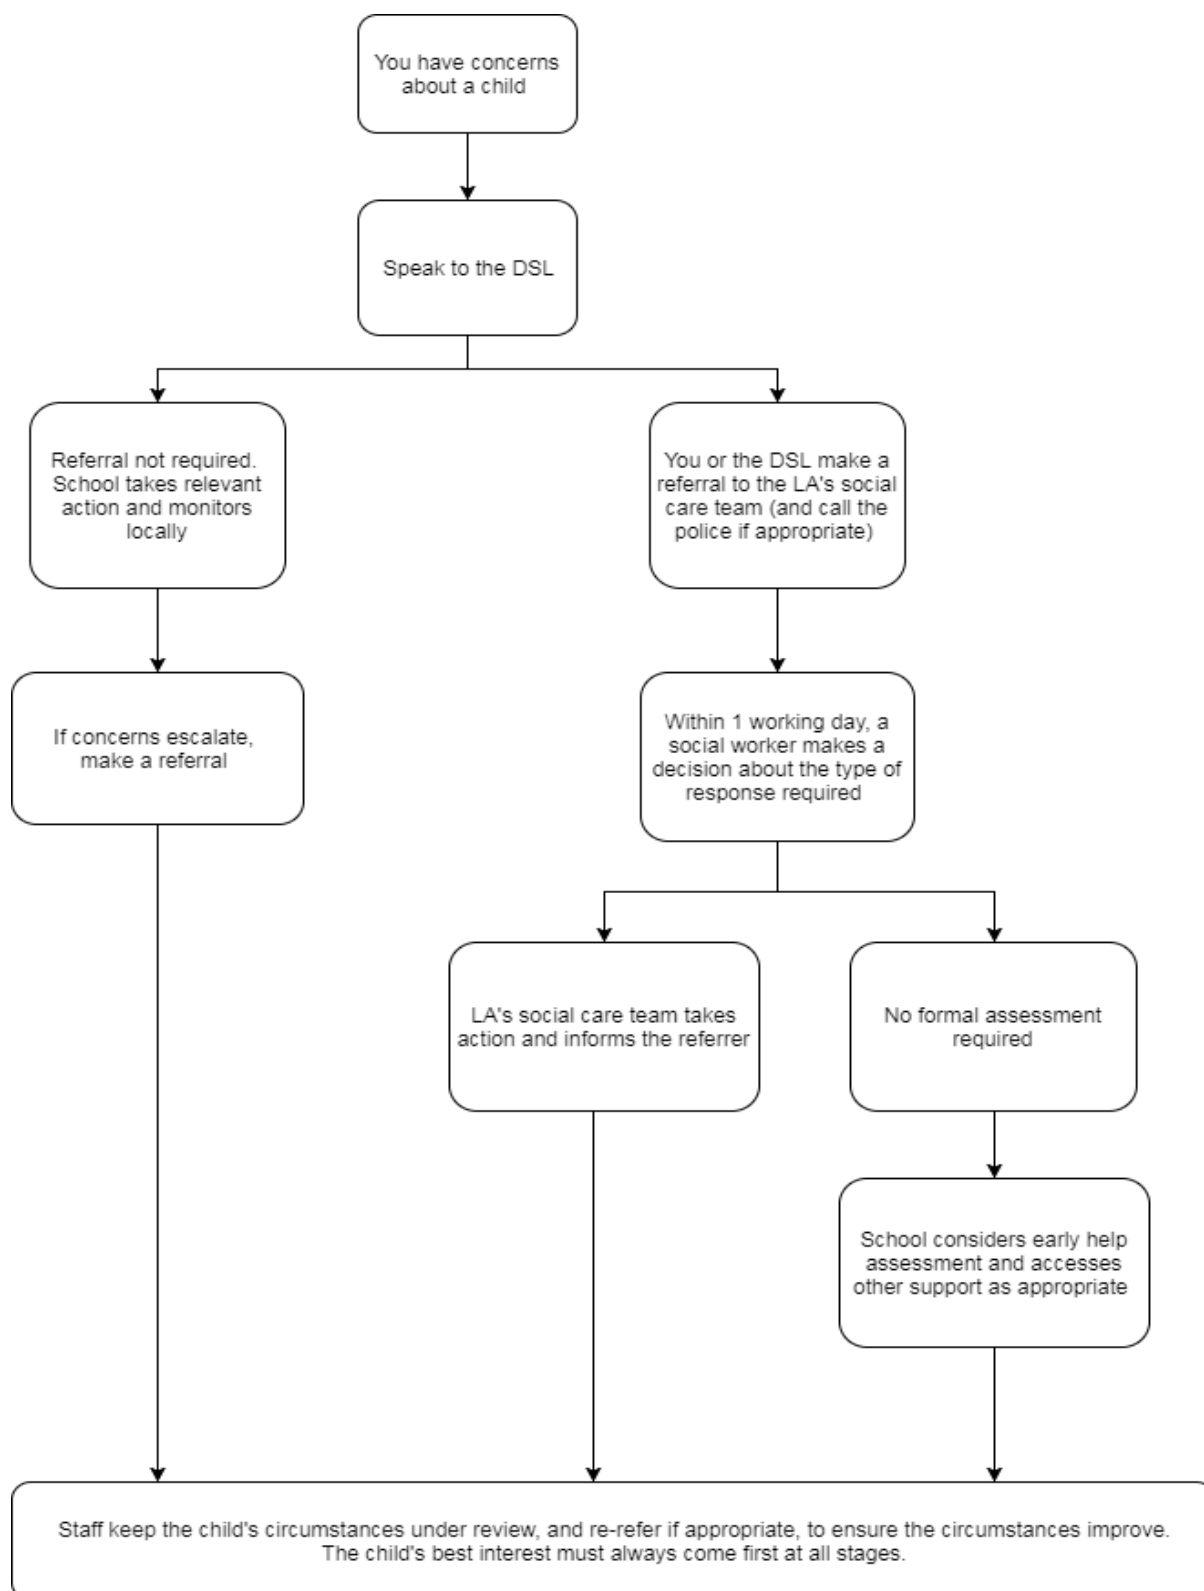 You have concerns
about a child
Speak to the DSL
Referral not required.
School takes relevant
action and monitors
locally
You or the DSL make a
referral to the LA's social
care team (and call the
police if appropriate)
If concerns escalate,
make a referral
Within 1 working day, a
social worker makes a
decision about the type of
response required
LA's social care team takes
action and informs the referrer
No formal assessment
required
School considers early help
assessment and accesses
other support as appropriate
Staff keep the child's circumstances under review, and re-refer if appropriate, to ensure the circumstances improve.
The child's best interest must always come first at all stages.